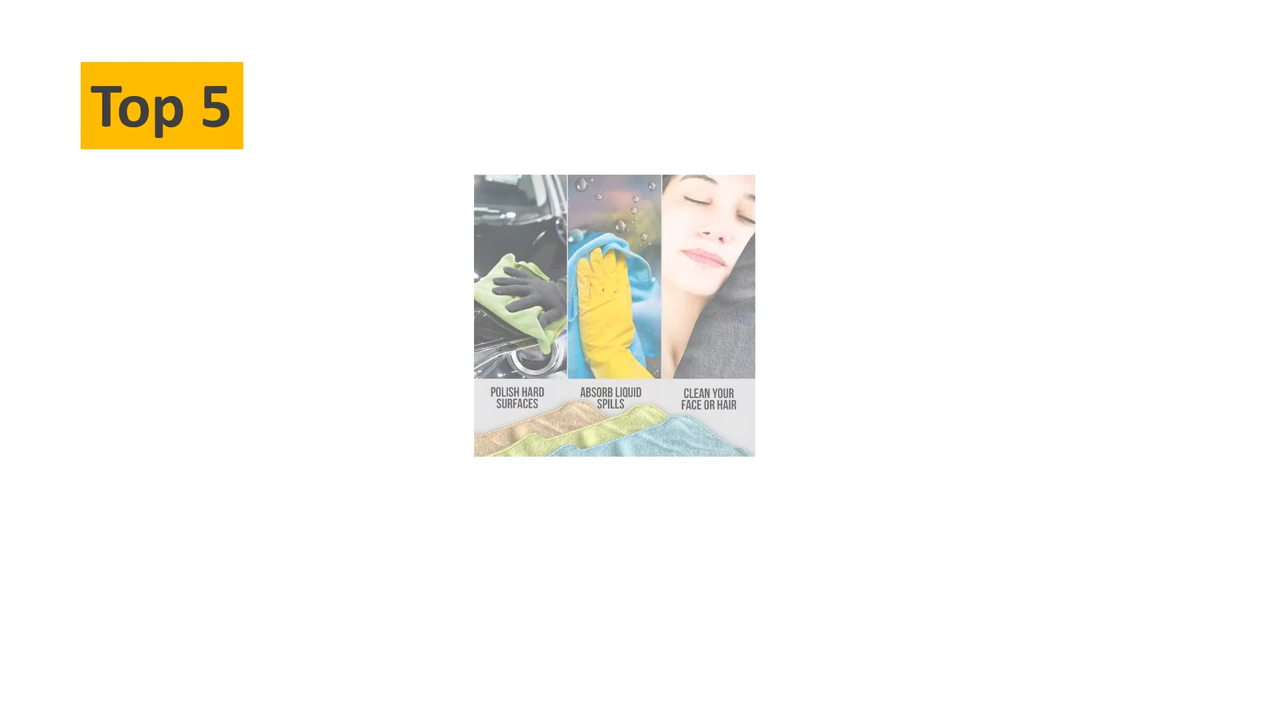 Top 5
POLISH HARD
SURFACES
ABSORB LIQUID
SPILLS
CLEAN YOUR
FACE OR HAIR